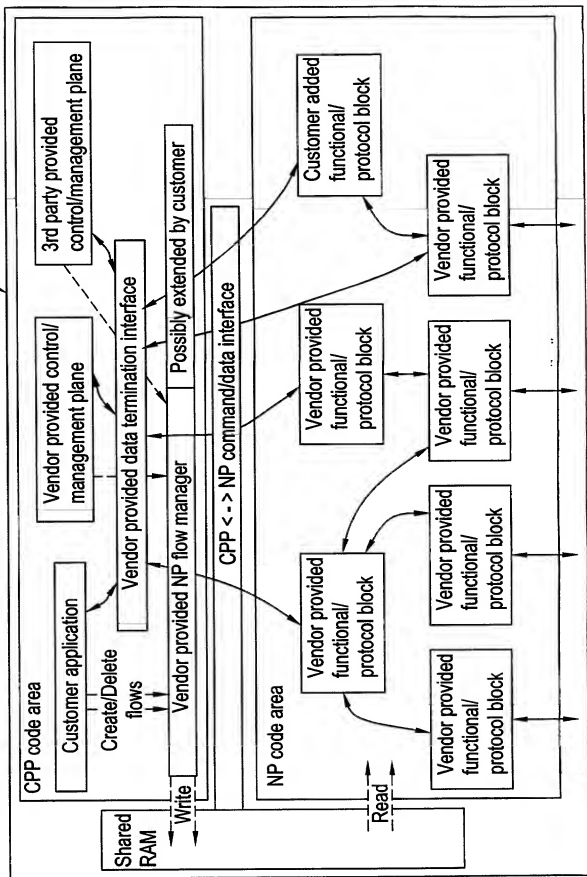 CPP code area
Customer application
Vendor provided control/
management plane
3rd party provided
control/management plane
Create/Delete
flows
Vendor provided data termination interface
Vendor provided NP flow manager
Possibly extended by customer
Write
Shared
RAM
CPP < - > NP command/data interface
NP code area
Read
Vendor provided
functional/
protocol block
Vendor provided
functional/
protocol block
Customer added
functional/
protocol block
Vendor provided
functional/
protocol block
Vendor provided
functional/
protocol block
Vendor provided
functional/
protocol block
Vendor provided
functional/
protocol block